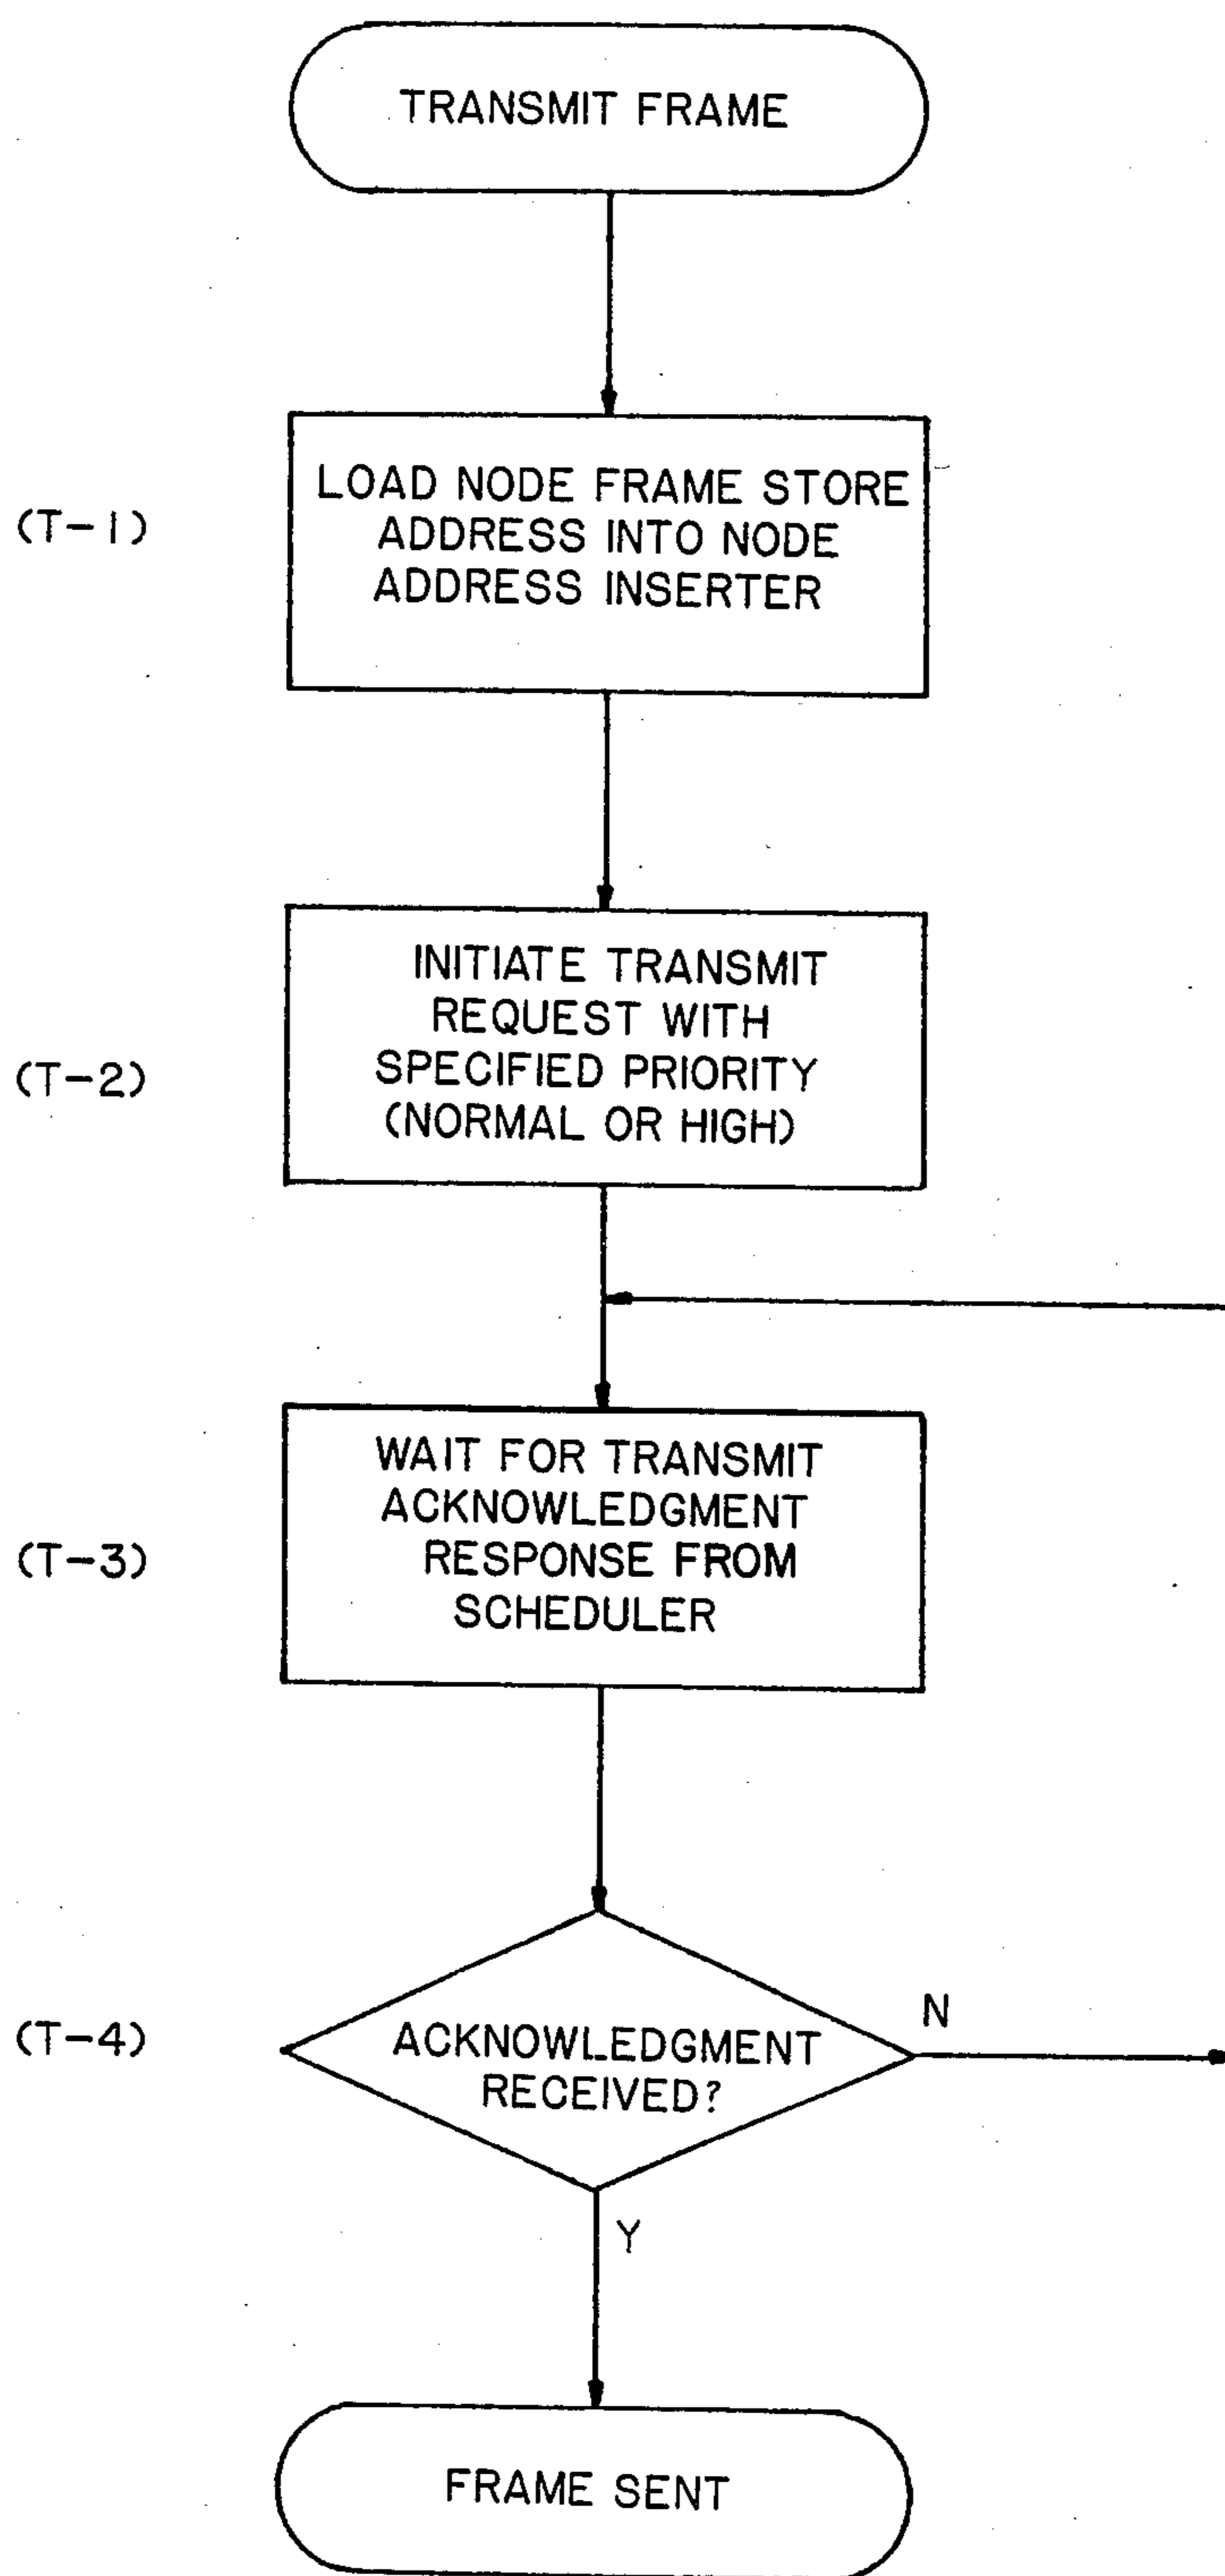 TRANSMIT FRAME
(T-1)
LOAD NODE FRAME STORE
ADDRESS INTO NODE
ADDRESS INSERTER
(T-2)
INITIATE TRANSMIT
REQUEST WITH
SPECIFIED PRIORITY
(NORMAL OR HIGH)
(T-3)
WAIT FOR TRANSMIT
ACKNOWLEDGMENT
RESPONSE FROM
SCHEDULER
(T-4)
ACKNOWLEDGMENT
RECEIVED?
N
Y
FRAME SENT